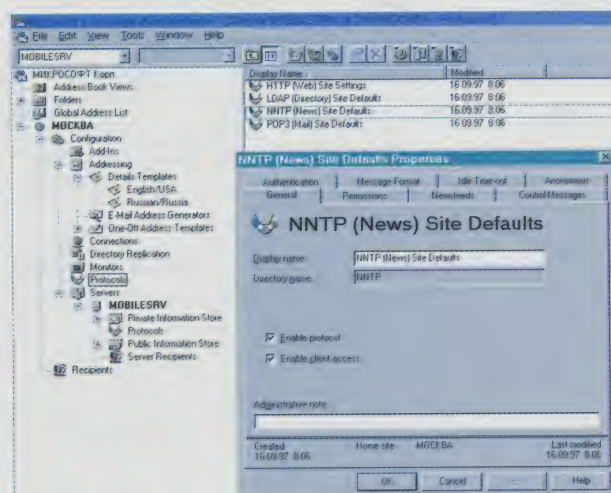 File Edit View Tools Window Help
MOBILESRV
МИКРОСОФТ Корп
Address Book Views
Folders
Global Address List
МОСКВА
Configuration
Add-Ins
Addressing
Details Templates
English/USA
Russian/Russia
E-Mail Address Generators
One-Off Address Templates
Connections
Directory Replication
Monitors
Protocols
Servers
MOBILESRV
Private Information Store
Protocols
Public Information Store
Server Recipients
Recipients
Display Name Modified
HTTP (Web) Site Settings 16.09.97 8:06
LDAP (Directory) Site Defaults 16.09.97 8:06
NNTP (News) Site Defaults 16.09.97 8:06
POP3 (Mail) Site Defaults 16.09.97 8:06
NNTP (News) Site Defaults Properties
Authentication Message Format Idle Time-out Anonymous
General Permissions Newsfeeds Control Messages
NNTP (News) Site Defaults
Display name: NNTP (News) Site Defaults
Directory name: NNTP
Enable protocol
Enable client access
Administrative note:
Created Home site: МОСКВА Last modified
16.09.97 8:06 16.09.97 8:06
OK Cancel Help